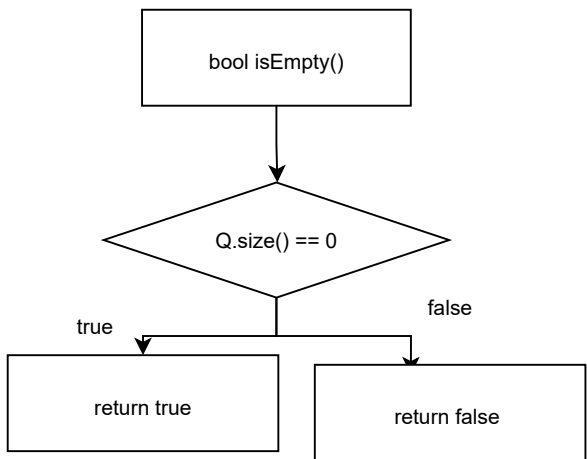 bool isEmpty()
Q.size() == 0
true
false
return true
return false